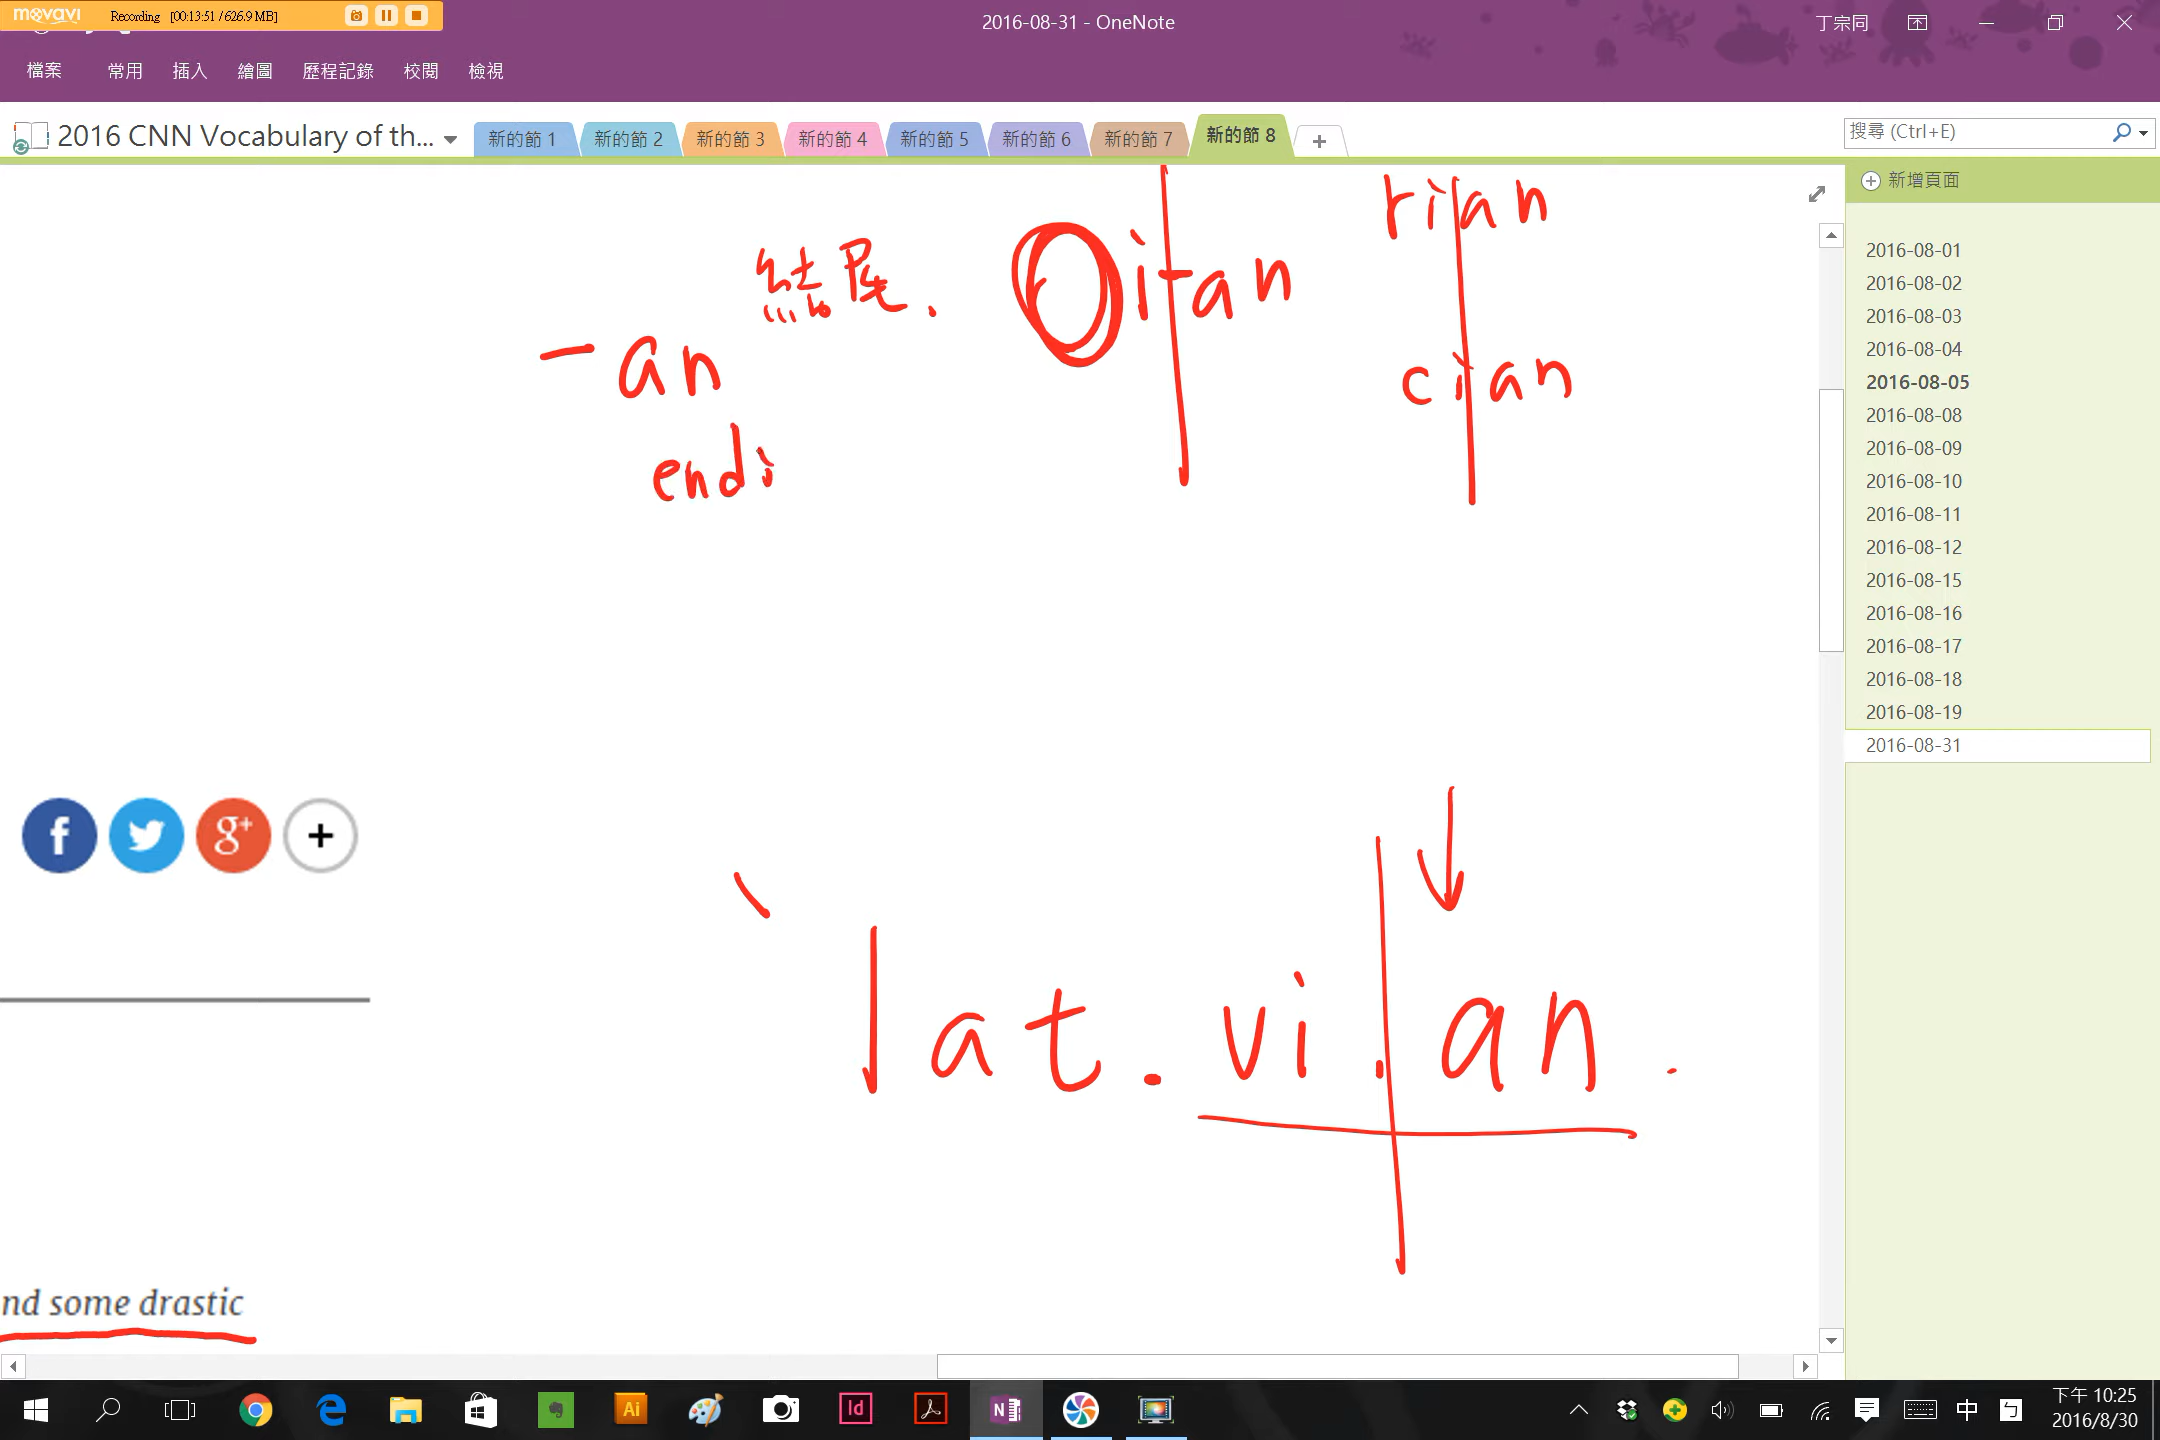 movavi Recording [00:13:51 / 626.9 MB]
2016-08-31 - OneNote
丁宗同
檔案 常用 插入 繪圖 歷程記錄 校閱 檢視
2016 CNN Vocabulary of th... 新的節 1 新的節 2 新的節 3 新的節 4 新的節 5 新的節 6 新的節 7 新的節 8 +
搜尋 (Ctrl+E)
新增頁面
2016-08-01
2016-08-02
2016-08-03
2016-08-04
2016-08-05
2016-08-08
2016-08-09
2016-08-10
2016-08-11
2016-08-12
2016-08-15
2016-08-16
2016-08-17
2016-08-18
2016-08-19
2016-08-31
rian
結尾. ian
-an
cian
endi
f g+ +
lat.vi.an.
nd some drastic
Ai Id N 中 ㄅ
下午 10:25
2016/8/30